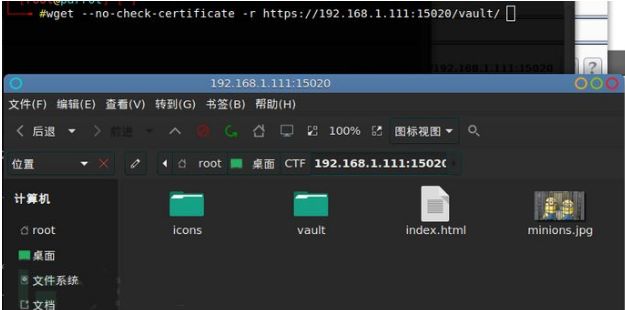 [root@parrot]
#wget --no-check-certificate -r https://192.168.1.111:15020/vault/
192.168.1.111:15020
?
192.168.1.111:15020
文件(F) 编辑(E) 查看(V) 转到(G) 书签(B) 帮助(H)
后退 前进 100% 图标视图
位置 root 桌面 CTF 192.168.1.111:1502
计算机
root
桌面
文件系统
文档
icons vault index.html minions.jpg